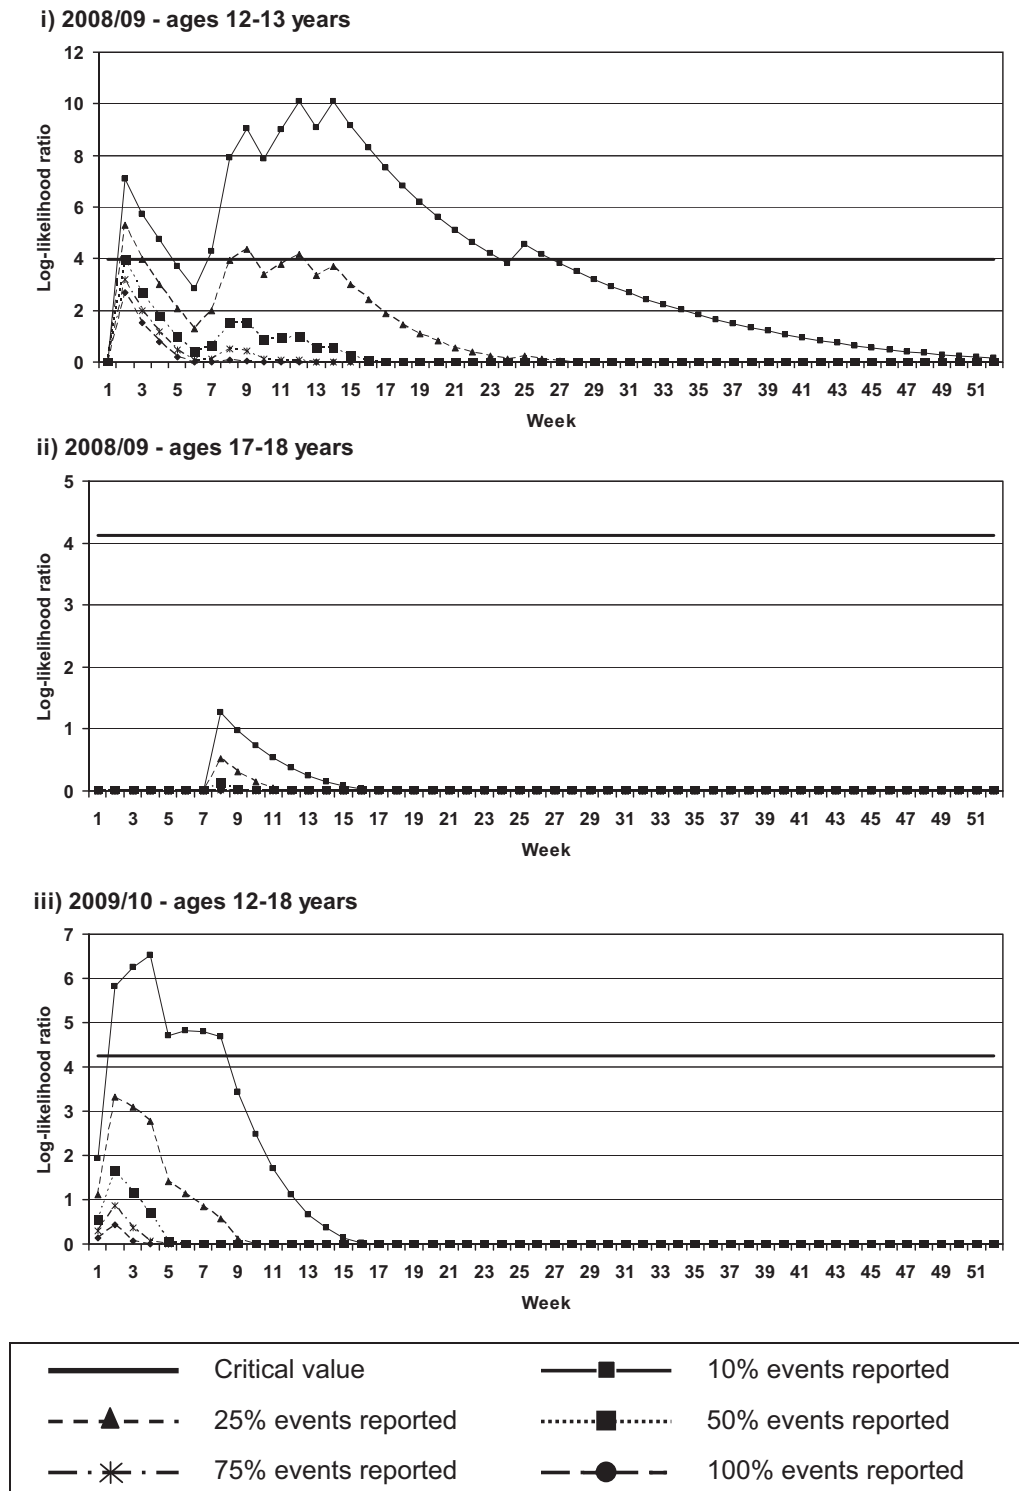 i) 2008/09 - ages 12-13 years
12
10
8
6
4
2
0
Log-likelihood ratio
1 3 5 7 9 11 13 15 17 19 21 23 25 27 29 31 33 35 37 39 41 43 45 47 49 51
Week
ii) 2008/09 - ages 17-18 years
5
4
3
2
1
0
Log-likelihood ratio
1 3 5 7 9 11 13 15 17 19 21 23 25 27 29 31 33 35 37 39 41 43 45 47 49 51
Week
iii) 2009/10 - ages 12-18 years
7
6
5
4
3
2
1
0
Log-likelihood ratio
1 3 5 7 9 11 13 15 17 19 21 23 25 27 29 31 33 35 37 39 41 43 45 47 49 51
Week
Critical value
10% events reported
25% events reported
50% events reported
75% events reported
100% events reported